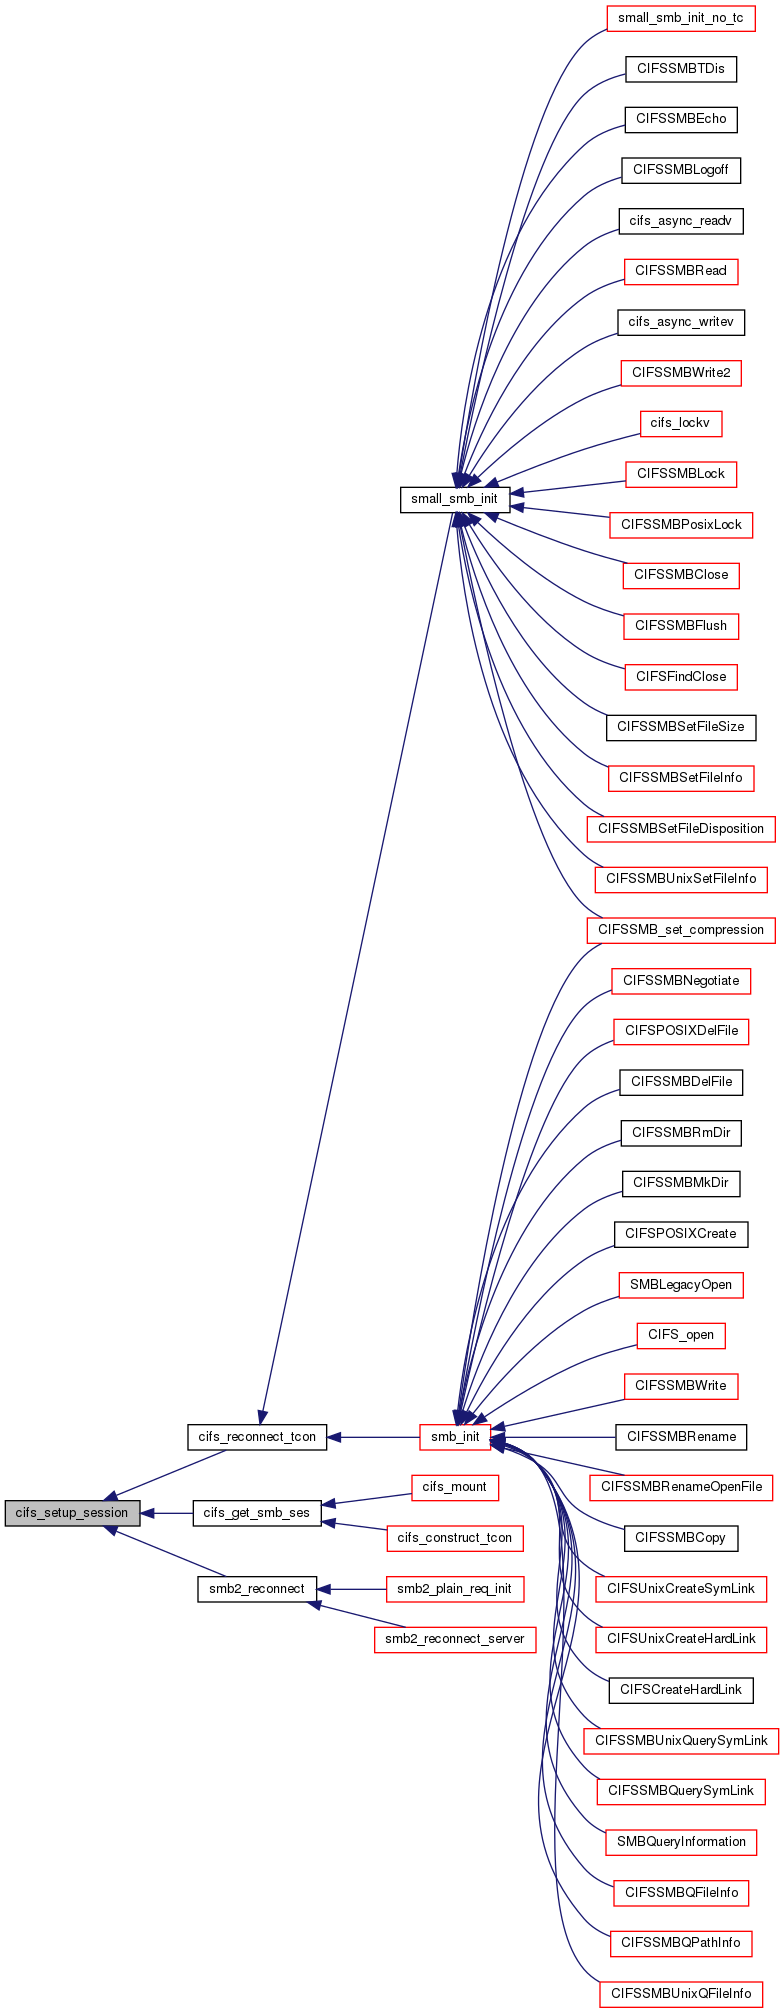 small_smb_init_no_tc
CIFSSMBTDis
CIFSSMBEcho
CIFSSMBLogoff
cifs_async_readv
CIFSSMBRead
cifs_async_writev
CIFSSMBWrite2
cifs_lockv
CIFSSMBLock
small_smb_init
CIFSSMBPosixLock
CIFSSMBClose
CIFSSMBFlush
CIFSFindClose
CIFSSMBSetFileSize
CIFSSMBSetFileInfo
CIFSSMBSetFileDisposition
CIFSSMBUnixSetFileInfo
CIFSSMB_set_compression
CIFSSMBNegotiate
CIFSPOSIXDelFile
CIFSSMBDelFile
CIFSSMBRmDir
CIFSSMBMkDir
CIFSPOSIXCreate
SMBLegacyOpen
CIFS_open
CIFSSMBWrite
cifs_reconnect_tcon
smb_init
CIFSSMBRename
cifs_mount
CIFSSMBRenameOpenFile
cifs_setup_session
cifs_get_smb_ses
cifs_construct_tcon
CIFSSMBCopy
smb2_reconnect
smb2_plain_req_init
CIFSUnixCreateSymLink
smb2_reconnect_server
CIFSUnixCreateHardLink
CIFSCreateHardLink
CIFSSMBUnixQuerySymLink
CIFSSMBQuerySymLink
SMBQueryInformation
CIFSSMBQFileInfo
CIFSSMBQPathInfo
CIFSSMBUnixQFileInfo